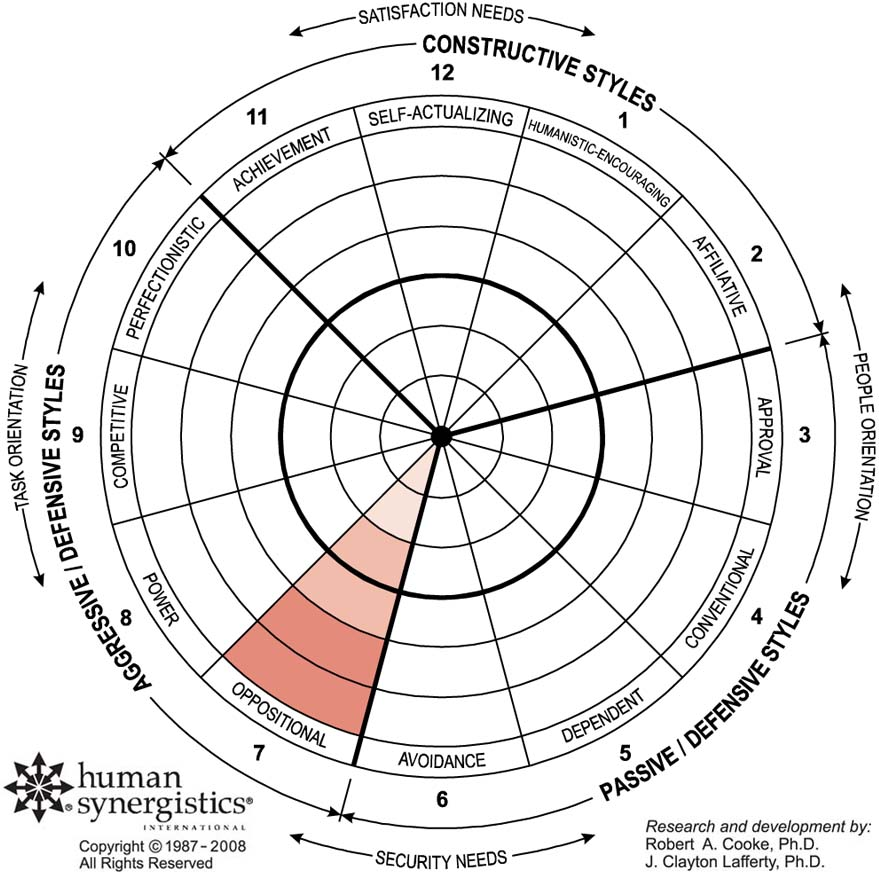 SATISFACTION NEEDS
CONSTRUCTIVE STYLES
12
SELF-ACTUALIZING
11
ACHIEVEMENT
1
HUMANISTIC-ENCOURAGING
10
PERFECTIONISTIC
2
AFFILIATIVE
TASK ORIENTATION
AGGRESSIVE / DEFENSIVE STYLES
9
COMPETITIVE
APPROVAL
3
PEOPLE ORIENTATION
8
POWER
CONVENTIONAL
4
PASSIVE / DEFENSIVE STYLES
OPPOSITIONAL
7
AVOIDANCE
6
DEPENDENT
5
SECURITY NEEDS
human
synergistics®
INTERNATIONAL
Copyright © 1987 – 2008
All Rights Reserved
Research and development by:
Robert A. Cooke, Ph.D.
J. Clayton Lafferty, Ph.D.